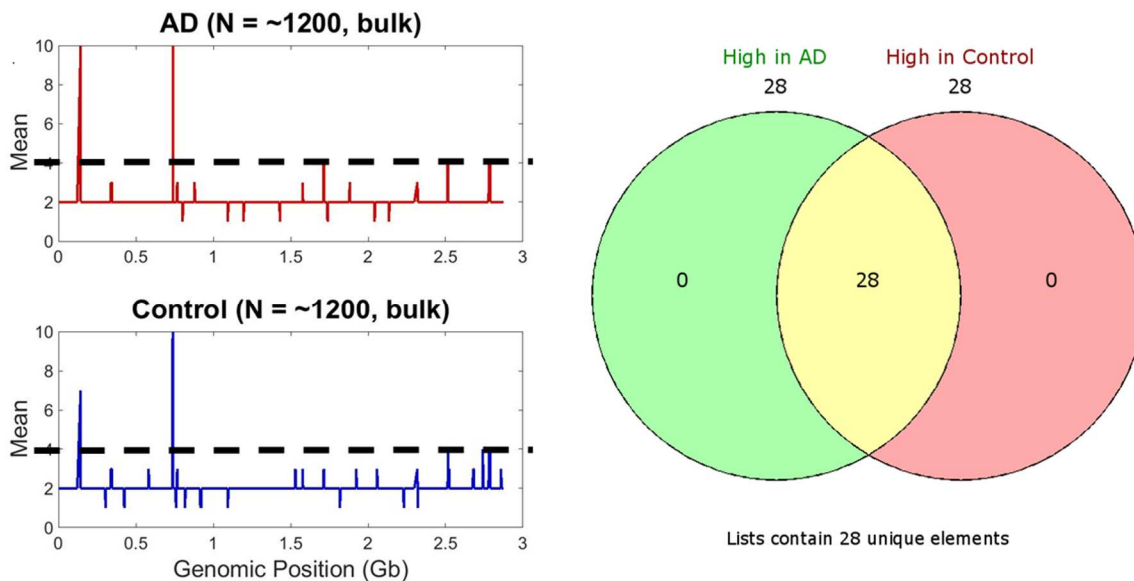 AD (N = ~1200, bulk)
10
8
6
4
2
0
Mean
0 0.5 1 1.5 2 2.5 3
Control (N = ~1200, bulk)
10
8
6
4
2
0
Mean
0 0.5 1 1.5 2 2.5 3
Genomic Position (Gb)
High in AD
28
High in Control
28
0
28
0
Lists contain 28 unique elements